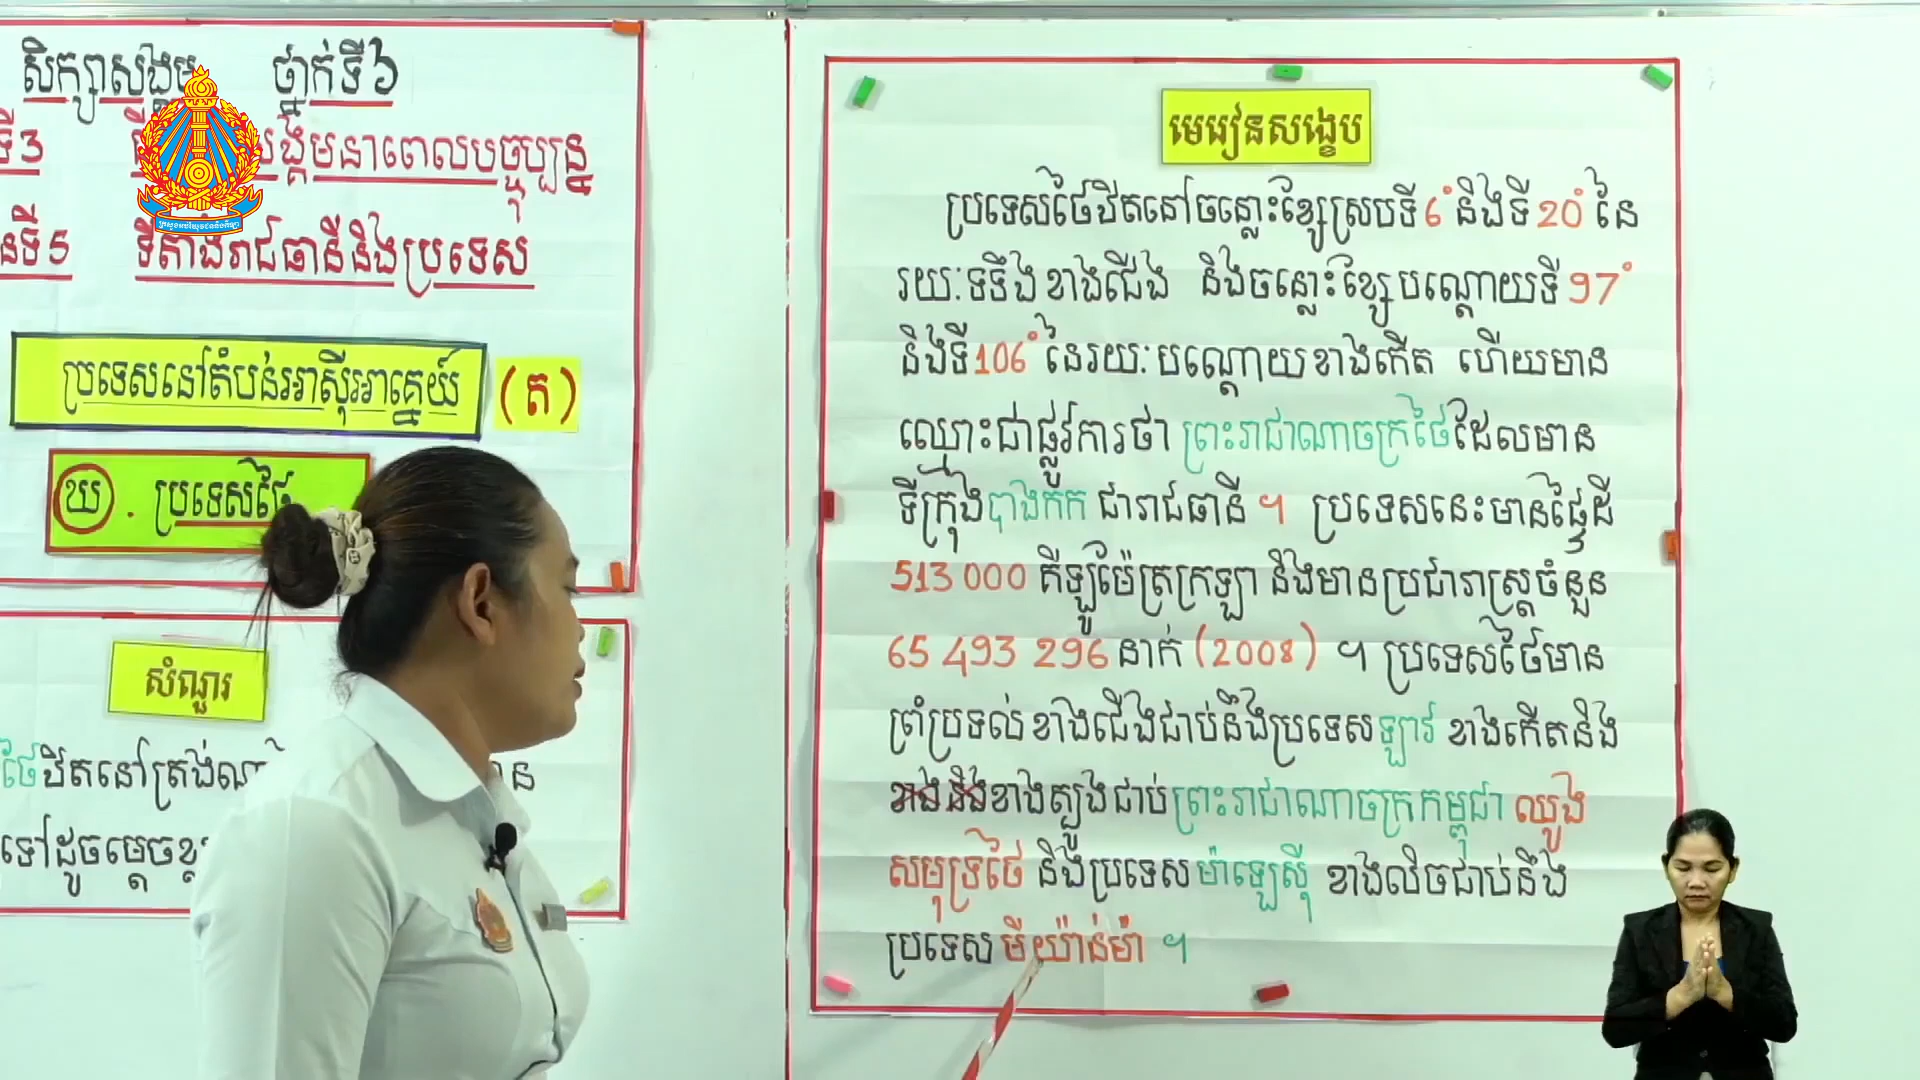 សិក្សាសង្គម ថ្នាក់ទី៦
ទី3 សង្គមនាពេលបច្ចុប្បន្ន
នទី5 ទីតាំងរាជធានីនិងប្រទេស
ប្រទេសនៅតំបន់អាស៊ីអាគ្នេយ៍ (ត)
ឃ . ប្រទេសថៃ
សំណួរ
ថៃឋិតនៅត្រង់ណា
ទៅដូចម្តេចខ្លះ
មេរៀនសង្ខេប
ប្រទេសថៃឋិតនៅចន្លោះខ្សែស្របទី 6° និងទី 20° នៃ
រយៈទទឹងខាងជើង និងចន្លោះខ្សែបណ្តោយទី 97°
និងទី 106° នៃរយៈបណ្តោយខាងកើត ហើយមាន
ឈ្មោះជាផ្លូវការថា ព្រះរាជាណាចក្រថៃដែលមាន
ទីក្រុងបាងកក ជារាជធានី ។ ប្រទេសនេះមានផ្ទៃដី
513 000 គីឡូម៉ែត្រក្រឡា និងមានប្រជារាស្ត្រចំនួន
65 493 296 នាក់ (2008) ។ ប្រទេសថៃមាន
ព្រំប្រទល់ខាងជើងជាប់នឹងប្រទេសឡាវ ខាងកើតនិង
ខាងត្បូងជាប់ព្រះរាជាណាចក្រកម្ពុជា ឈូង
សមុទ្រថៃ និងប្រទេសម៉ាឡេស៊ី ខាងលិចជាប់នឹង
ប្រទេស មីយ៉ាន់ម៉ា ។